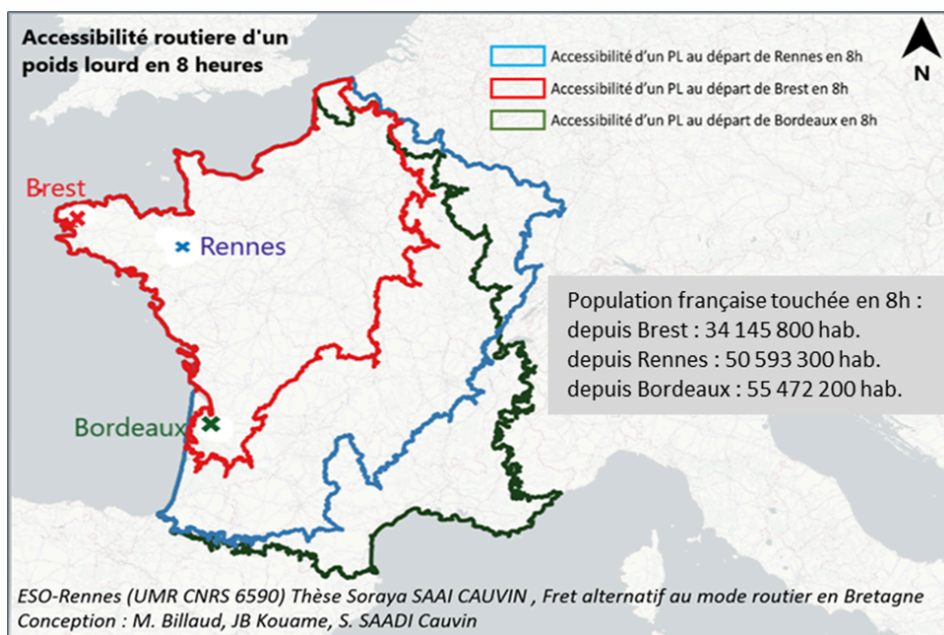 Accessibilité routière d'un
poids lourd en 8 heures
Accessibilité d'un PL au départ de Rennes en 8h
Accessibilité d'un PL au départ de Brest en 8h
Accessibilité d'un PL au départ de Bordeaux en 8h
N
Brest
Rennes
Population française touchée en 8h :
depuis Brest : 34 145 800 hab.
depuis Rennes : 50 593 300 hab.
depuis Bordeaux : 55 472 200 hab.
Bordeaux
ESO-Rennes (UMR CNRS 6590) Thèse Soraya SAAI CAUVIN , Fret alternatif au mode routier en Bretagne
Conception : M. Billaud, JB Kouame, S. SAADI Cauvin